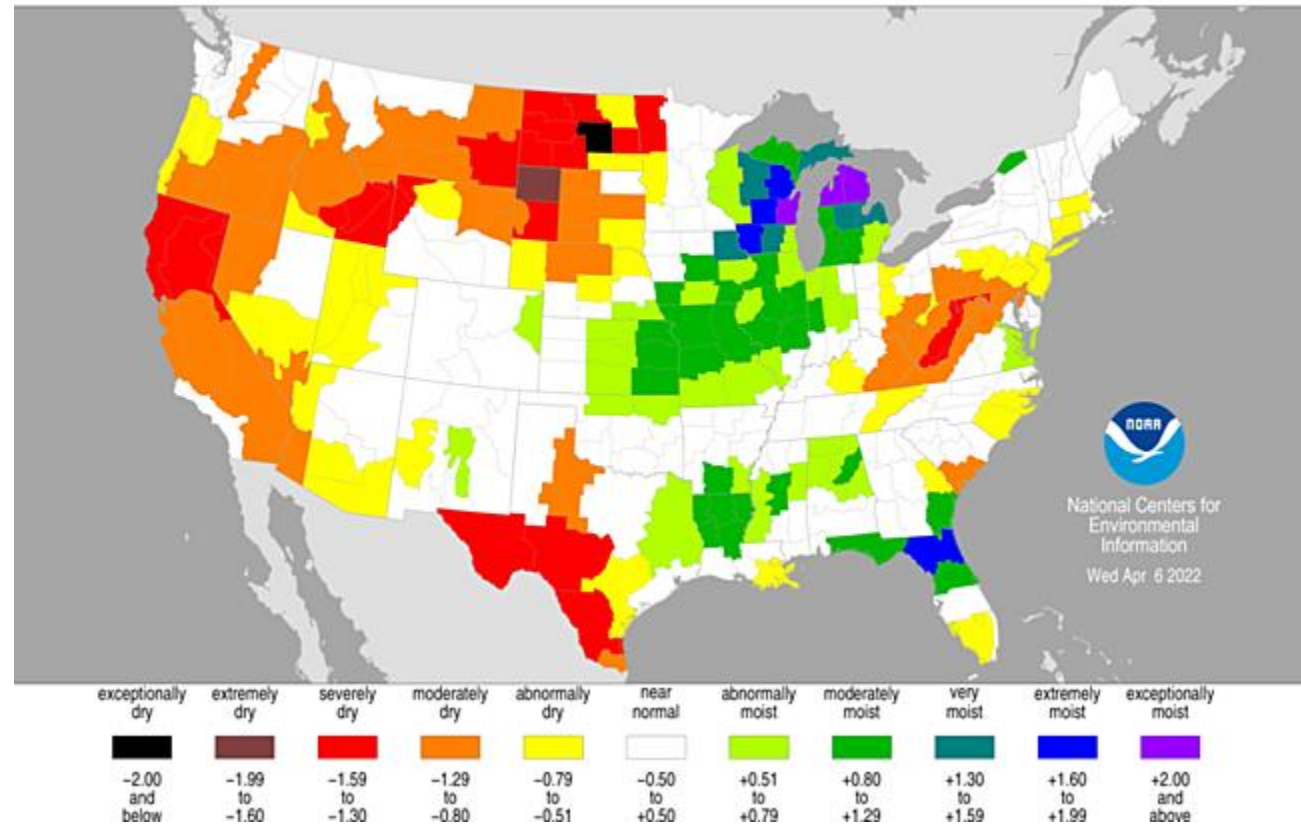 NOAA
National Centers for
Environmental
Information
Wed Apr 6 2022
exceptionally dry
extremely dry
severely dry
moderately dry
abnormally dry
near normal
abnormally moist
moderately moist
very moist
extremely moist
exceptionally moist
−2.00 and below
−1.99 to −1.60
−1.59 to −1.30
−1.29 to −0.80
−0.79 to −0.51
−0.50 to +0.50
+0.51 to +0.79
+0.80 to +1.29
+1.30 to +1.59
+1.60 to +1.99
+2.00 and above